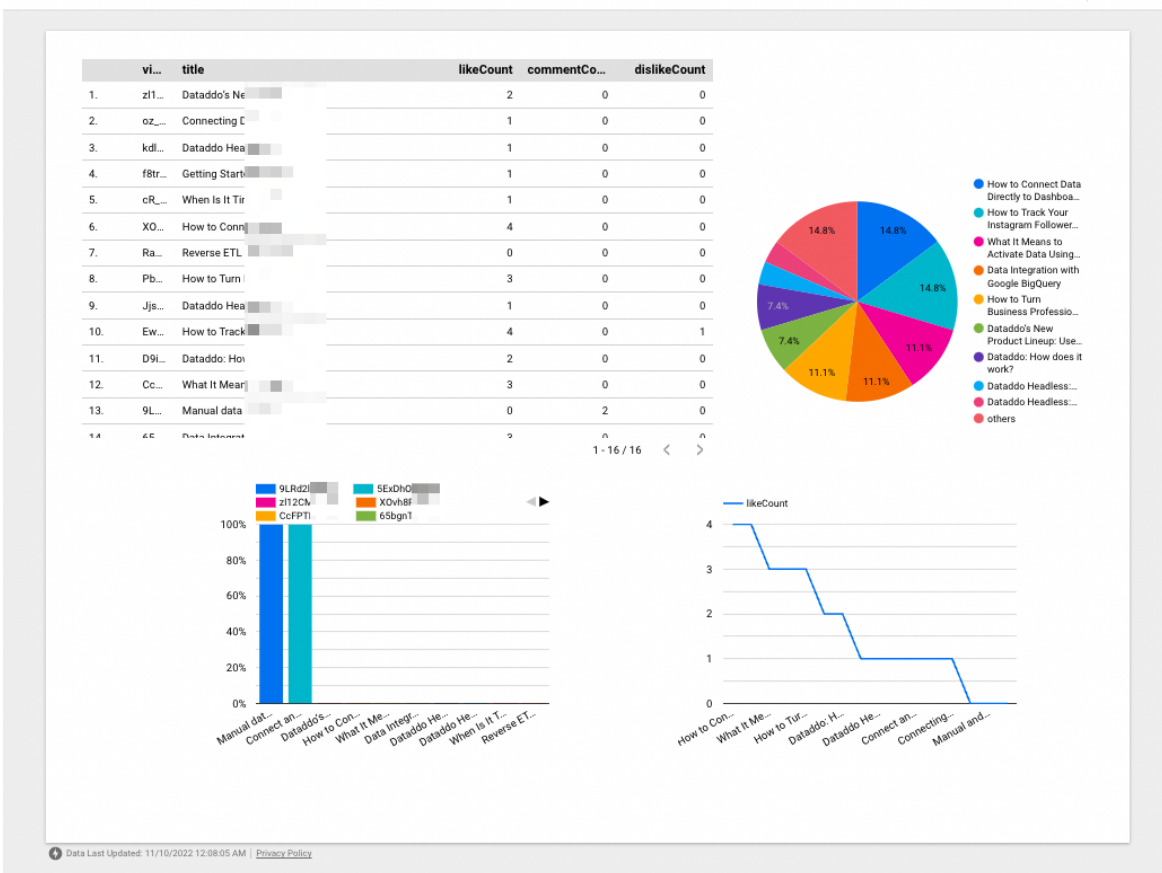 vi... title likeCount commentCo... dislikeCount
1. zl1... Dataddo's Ne 2 0 0
2. oz_... Connecting D 1 0 0
3. kdl... Dataddo Hea 1 0 0
4. f8tr... Getting Start 1 0 0
5. cR_... When Is It Tir 1 0 0
6. XO... How to Conn 4 0 0
7. Ra... Reverse ETL 0 0 0
8. Pb... How to Turn 3 0 0
9. Jjs... Dataddo Hea 1 0 0
10. Ew... How to Track 4 0 1
11. D9i... Dataddo: Hov 2 0 0
12. Cc... What It Mear 3 0 0
13. 9L... Manual data 0 2 0
14 65 Data Integrat 3 0 0
1 - 16 / 16
14.8%
14.8%
14.8%
11.1%
11.1%
11.1%
7.4%
7.4%
How to Connect Data
Directly to Dashboa...
How to Track Your
Instagram Follower...
What It Means to
Activate Data Using...
Data Integration with
Google BigQuery
How to Turn
Business Professio...
Dataddo's New
Product Lineup: Use...
Dataddo: How does it
work?
Dataddo Headless:...
Dataddo Headless:...
others
9LRd2l 5ExDhO
zl12CM XOvh8F
CcFPTI 65bgnT
100%
80%
60%
40%
20%
0%
Manual dat...
Connect an...
Dataddo's...
How to Con...
What It Me...
Data Integr...
Dataddo He...
Dataddo He...
When Is It T...
Reverse ET...
likeCount
4
3
2
1
0
How to Con...
What It Me...
How to Tur...
Dataddo: H...
Dataddo He...
Connect an...
Connecting...
Manual and...
Data Last Updated: 11/10/2022 12:08:05 AM | Privacy Policy